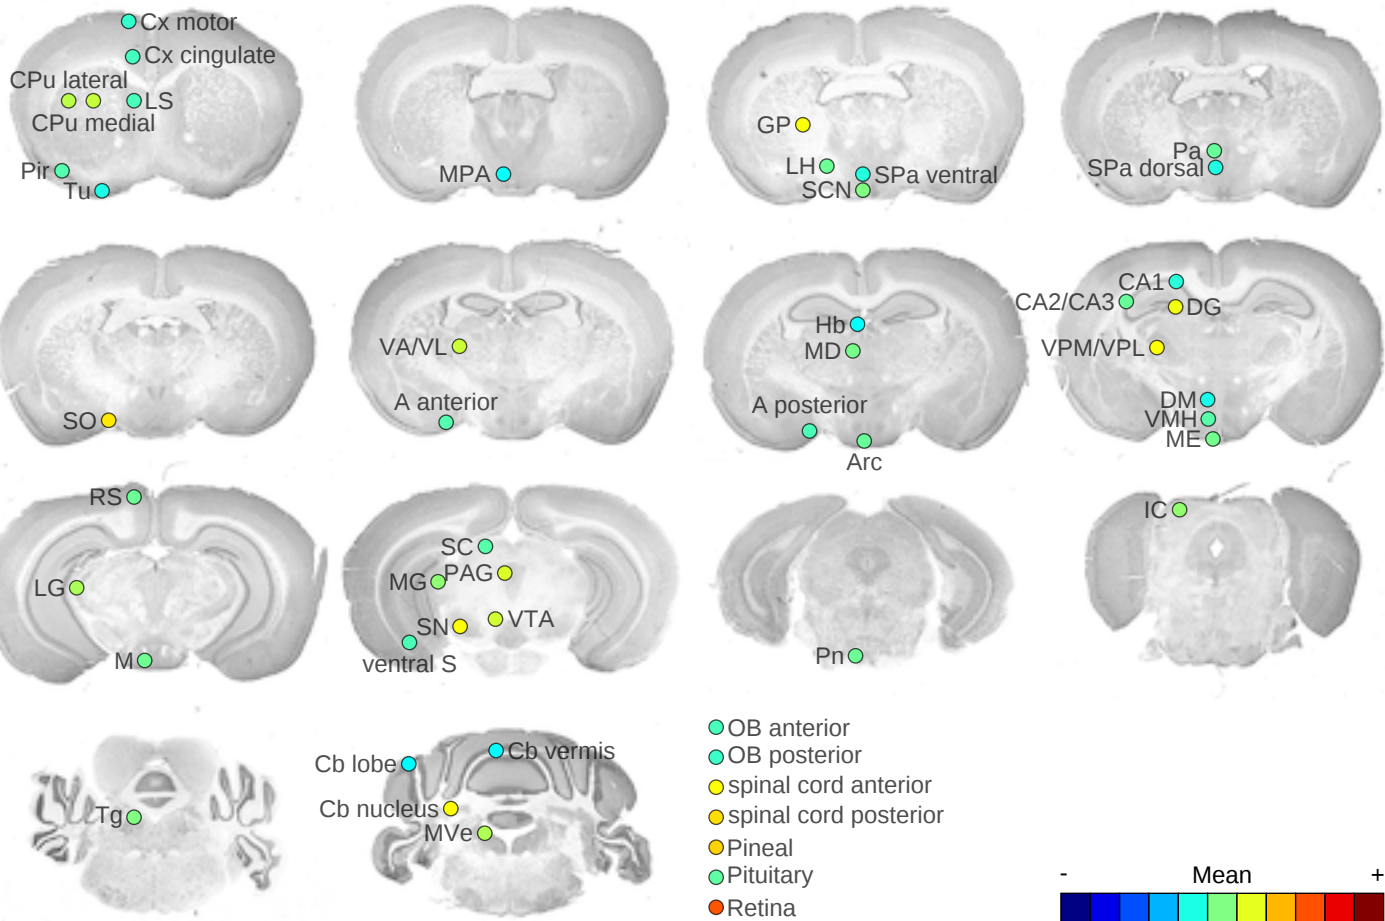 Cx motor
Cx cingulate
CPu lateral
LS
CPu medial
Pir
Tu
MPA
GP
LH
SPa ventral
SCN
Pa
SPa dorsal
SO
VA/VL
A anterior
Hb
MD
A posterior
Arc
CA1
CA2/CA3
DG
VPM/VPL
DM
VMH
ME
RS
LG
M
SC
MG
PAG
SN
VTA
ventral S
Pn
IC
Tg
Cb lobe
Cb vermis
Cb nucleus
MVe
OB anterior
OB posterior
spinal cord anterior
spinal cord posterior
Pineal
Pituitary
Retina
- Mean +